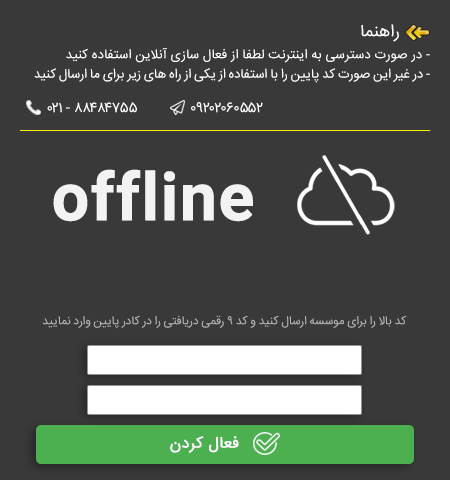 راهنما
- در صورت دسترسی به اینترنت لطفا از فعال سازی آنلاین استفاده کنید
- در غیر این صورت کد پایین را با استفاده از یکی از راه های زیر برای ما ارسال کنید
۰۹۲۰۲۰۶۰۵۵۲
۰۲۱ - ۸۸۴۸۴۷۵۵
offline
کد بالا را برای موسسه ارسال کنید و کد ۹ رقمی دریافتی را در کادر پایین وارد نمایید
فعال کردن